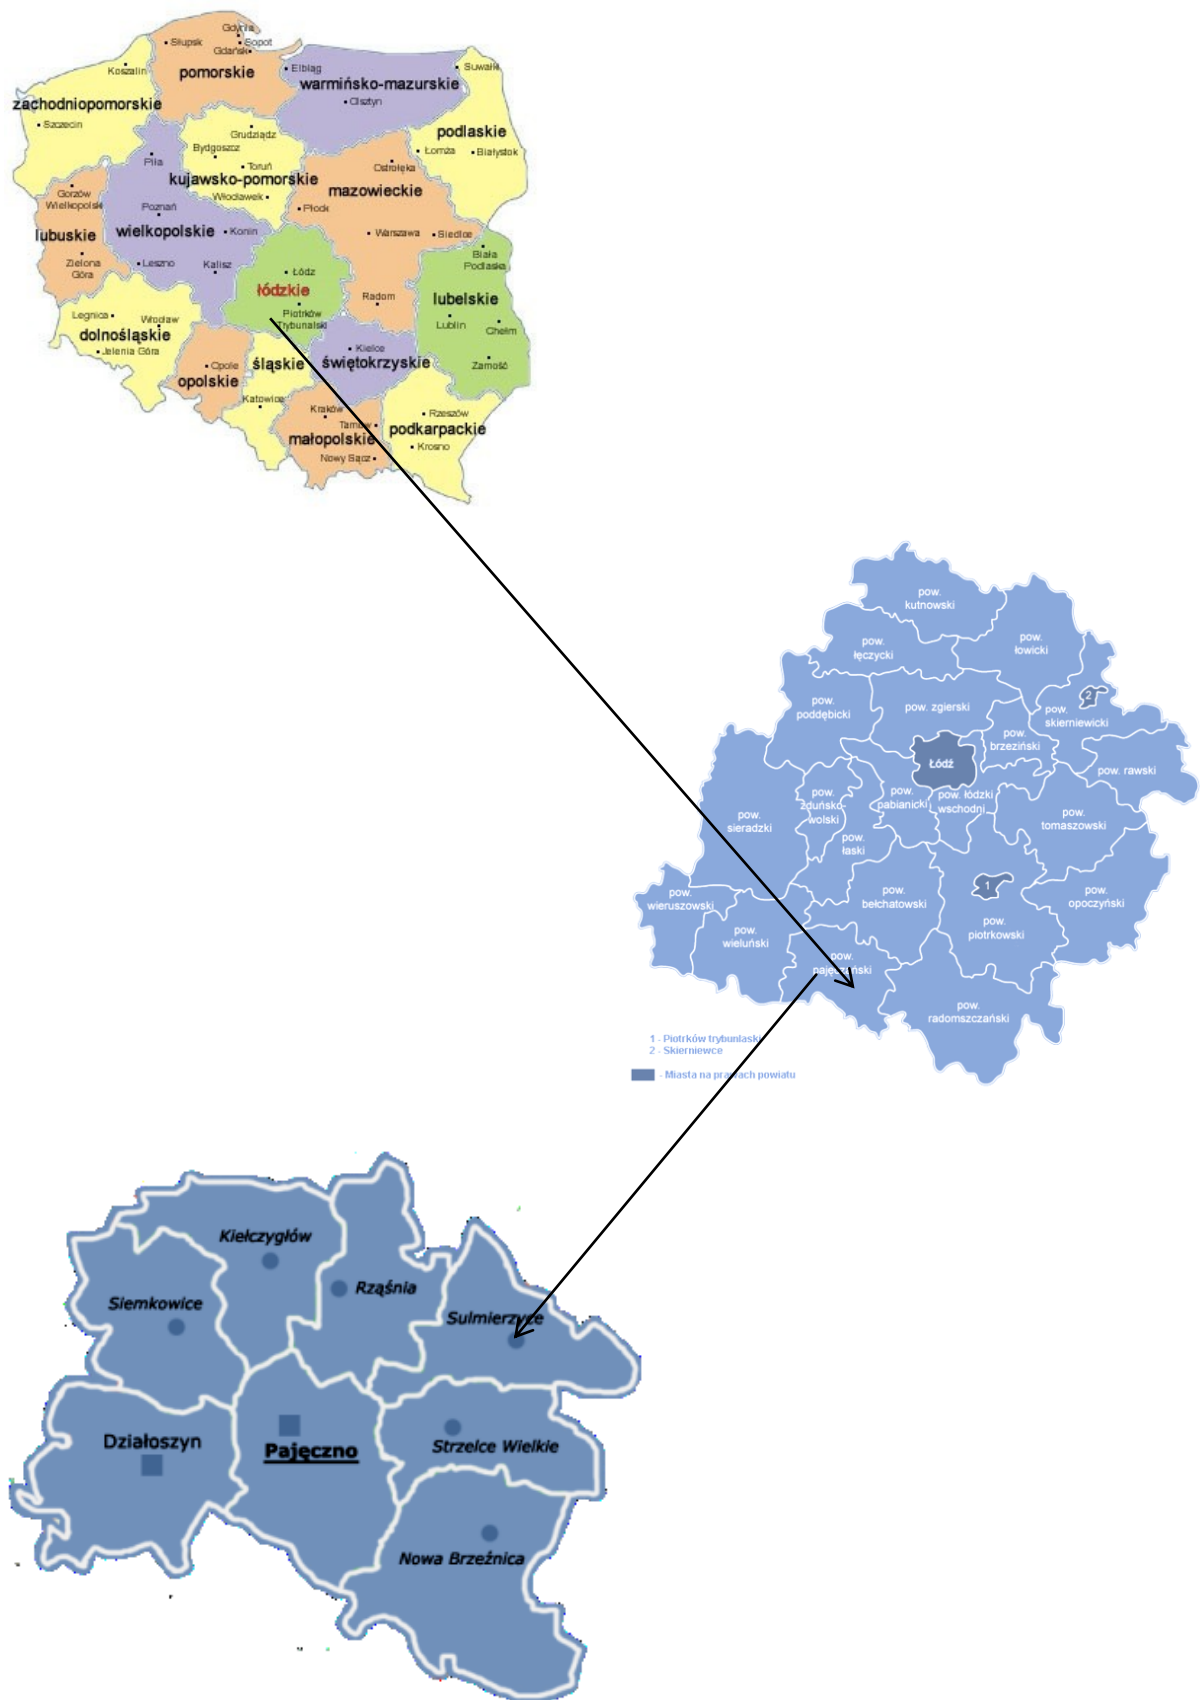 Gdynia
Słupsk
Sopot
Gdańsk
Koszalin
pomorskie
Elbląg
Suwałki
warmińsko-mazurskie
zachodniopomorskie
Olsztyn
Szczecin
Grudziądz
podlaskie
Bydgoszcz
Łomża
Białystok
Piła
Toruń
Ostrołęka
kujawsko-pomorskie
mazowieckie
Gorzów
Wielkopolski
Włocławek
Poznań
Płock
lubuskie
wielkopolskie
Konin
Warszawa
Siedlce
Biała
Podlaska
Zielona
Góra
Leszno
Kalisz
Łódź
łódzkie
Radom
lubelskie
Legnica
Wrocław
Piotrków
Trybunalski
Lublin
Chełm
dolnośląskie
Jelenia Góra
Kielce
śląskie
świętokrzyskie
Opole
Zamość
opolskie
Katowice
Kraków
Tarnów
Rzeszów
małopolskie
podkarpackie
Krosno
Nowy Sącz
pow.
kutnowski
pow.
łęczycki
pow.
łowicki
pow.
poddębicki
pow. zgierski
2
pow.
skierniewicki
pow.
brzeziński
Łódź
pow. rawski
pow.
zduńsko-
wolski
pow.
pabianicki
pow. łódzki
wschodni
pow.
sieradzki
pow.
tomaszowski
pow.
łaski
pow.
wieruszowski
pow.
bełchatowski
1
pow.
opoczyński
pow.
wieluński
pow.
piotrkowski
pow.
pajęczański
pow.
radomszczański
1 - Piotrków trybunlaski
2 - Skierniewce
- Miasta na prawach powiatu
Kiełczygłów
Rząśnia
Siemkowice
Sulmierzyce
Działoszyn
Pajęczno
Strzelce Wielkie
Nowa Brzeźnica